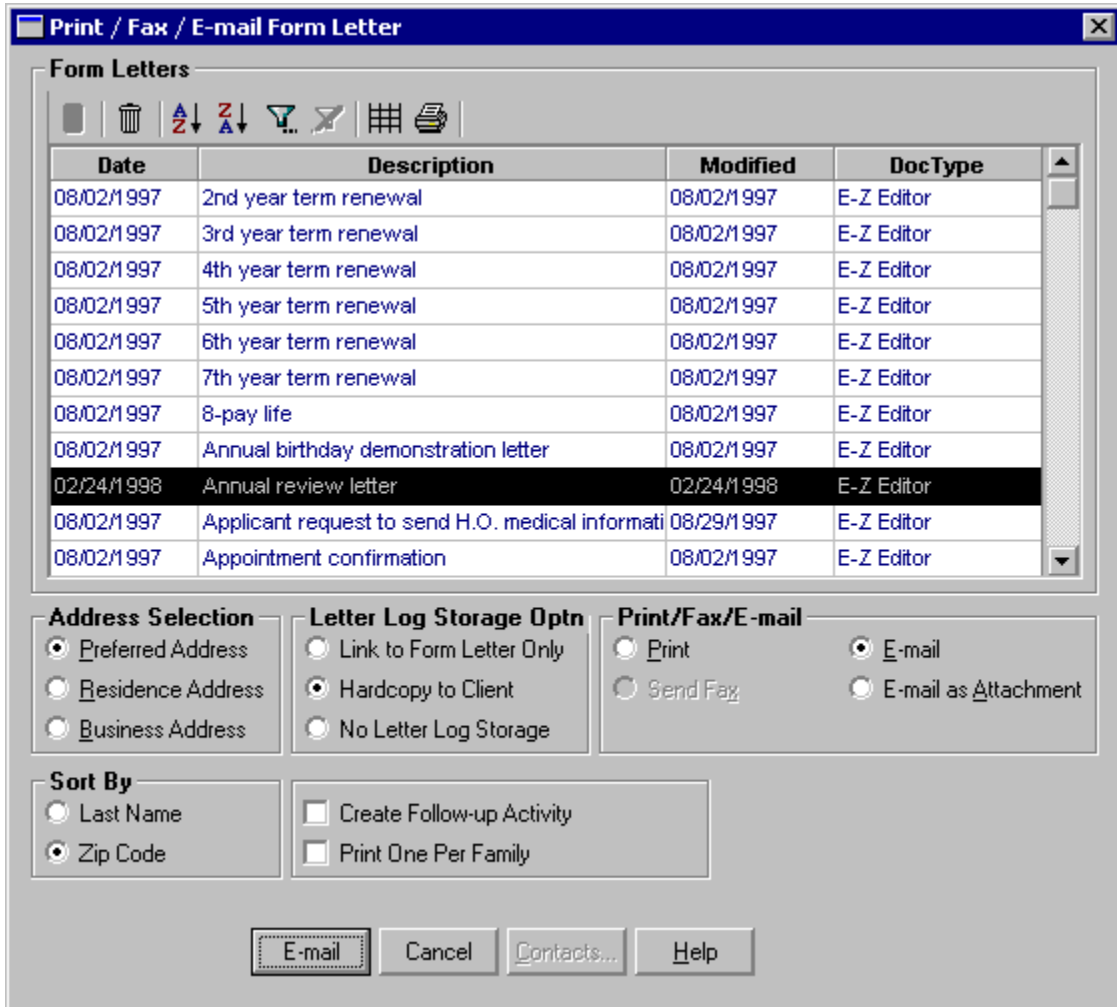 Print / Fax / E-mail Form Letter
Form Letters
Date Description Modified DocType
08/02/1997 2nd year term renewal 08/02/1997 E-Z Editor
08/02/1997 3rd year term renewal 08/02/1997 E-Z Editor
08/02/1997 4th year term renewal 08/02/1997 E-Z Editor
08/02/1997 5th year term renewal 08/02/1997 E-Z Editor
08/02/1997 6th year term renewal 08/02/1997 E-Z Editor
08/02/1997 7th year term renewal 08/02/1997 E-Z Editor
08/02/1997 8-pay life 08/02/1997 E-Z Editor
08/02/1997 Annual birthday demonstration letter 08/02/1997 E-Z Editor
02/24/1998 Annual review letter 02/24/1998 E-Z Editor
08/02/1997 Applicant request to send H.O. medical informati 08/29/1997 E-Z Editor
08/02/1997 Appointment confirmation 08/02/1997 E-Z Editor
Address Selection Letter Log Storage Optn Print/Fax/E-mail
Preferred Address Link to Form Letter Only Print E-mail
Residence Address Hardcopy to Client Send Fax E-mail as Attachment
Business Address No Letter Log Storage
Sort By
Last Name Create Follow-up Activity
Zip Code Print One Per Family
E-mail Cancel Contacts... Help